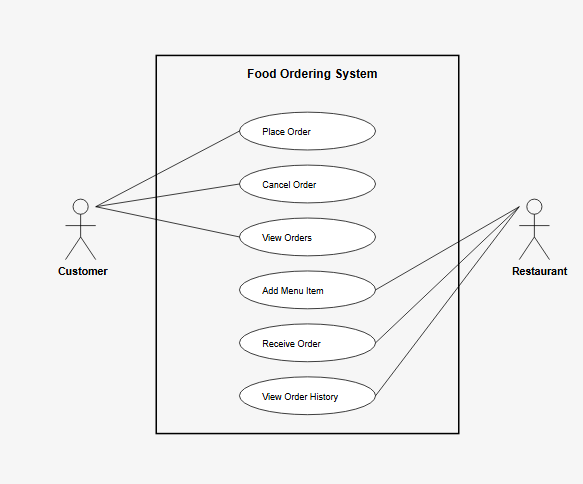 Food Ordering System
Place Order
Cancel Order
View Orders
Add Menu Item
Receive Order
View Order History
Customer
Restaurant